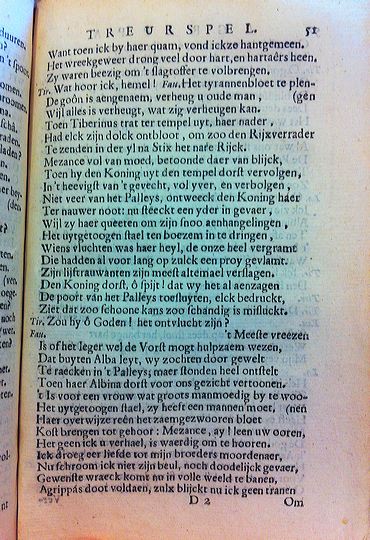 TREURSPEL. 51
Want toen ick by haer quam, vond ickze hantgemeen.
Het wreekgeweer drong veel door hart, en hartaêrs heen.
Zy waren beezig om 't slagtoffer te volbrengen.
Tir. Wat hoor ick, hemel! Fau. Het tyrannenbloet te plen-
De goôn is aengenaem, verheug u oude man, (gen
Wijl alles is verheugt, wat zig verheugen kan.
Toen Tiberinus trat ter tempel uyt, haer nader,
Had elck zijn dolck ontbloot, om zoo den Rijxverrader
Te zenden in der yl na Stix het nare Rijck.
Mezance vol van moed, betoonde daer van blijck,
Toen hy den Koning uyt den tempel dorst vervolgen,
In 't heevigst van 't gevecht, vol yver, en verbolgen,
Niet veer van het Palleys, ontweeck den Koning haer
Ter nauwer noot: nu steeckt een yder in gevaer,
Wijl zy haer queeten om zijn snoo aenhangelingen,
Het uytgetoogen stael ten boezem in te dringen,
Wiens vluchten was haer heyl, de onze heel vergramt
Die hadden al voor lang op zulck een proy gevlamt.
Zijn lijftrauwanten zijn meest altemael verslagen.
Den Koning dorst, ô spijt! dat wy het al aenzagen
De poort van het Palleys toesluyten, elck bedruckt,
Ziet dat zoo schoone kans zoo schandig is misluckt.
Tir. Zou hy ô Goden! het ontvlucht zijn?
Fau. 't Meeste vreezen
Is of het leger wel de Vorst mogt hulpzaem wezen,
Dat buyten Alba leyt, wy zochten door gewelt
Te raecken in 't Palleys, maer stonden heel ontstelt
Toen haer Albina dorst voor ons gezicht vertoonen.
't Is voor een vrouw wat groots manmoedig by te woo-
Het uytgetoogen stael, zy heeft een mannen moet, (nen
Haer overwijze reên het zaemgezwooren bloet
Kost brengen tot gehoor: Mezance, ay! leen uw ooren,
Het geen ick u verhael, is waerdig om te hooren.
Ick droeg eer liefde tot mijn broeders moordenaer,
Nu schroom ick niet zijn beul, noch doodelijck gevaer,
Gewenste wraeck komt nu in volle weeld te banen,
Agrippás doot voldaen, zulx blijckt nu ick geen tranen
D 2 Om